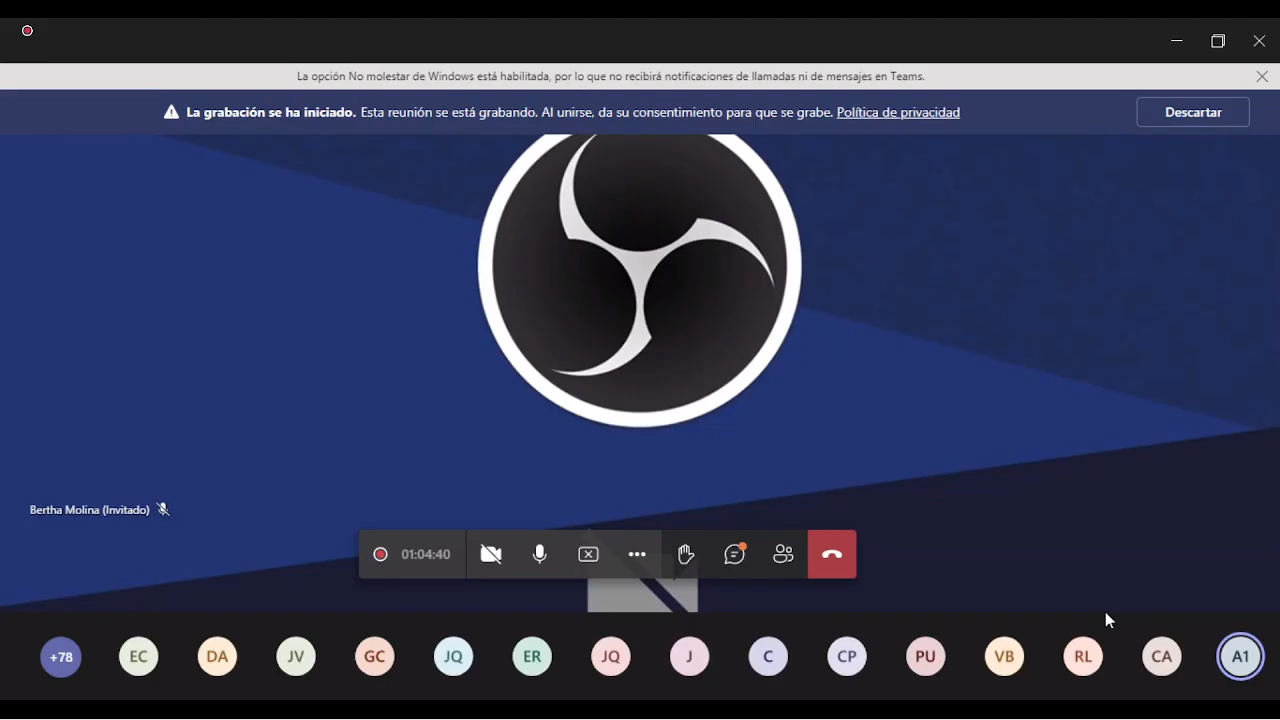 La opción No molestar de Windows está habilitada, por lo que no recibirá notificaciones de llamadas ni de mensajes en Teams.
La grabación se ha iniciado. Esta reunión se está grabando. Al unirse, da su consentimiento para que se grabe. Política de privacidad
Descartar
Bertha Molina (Invitado)
01:04:40
+78 EC DA JV GC JQ ER JQ J C CP PU VB RL CA A1